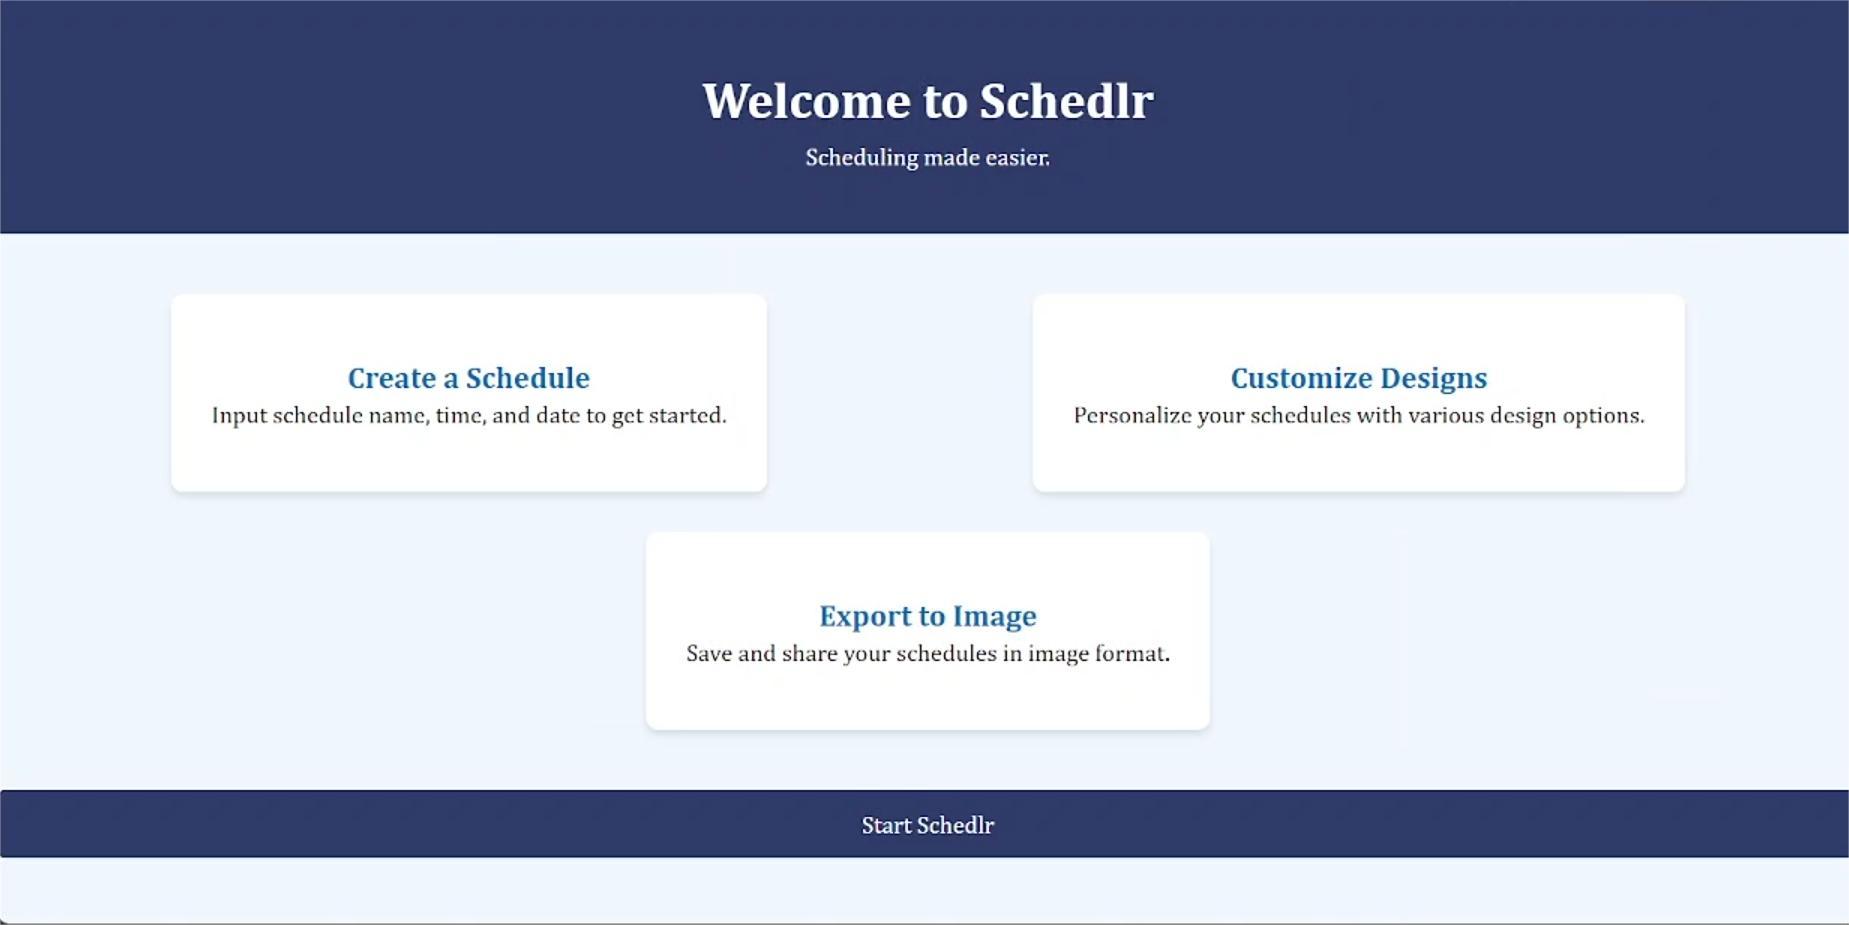 Welcome to Schedlr
Scheduling made easier.
Create a Schedule
Input schedule name, time, and date to get started.
Customize Designs
Personalize your schedules with various design options.
Export to Image
Save and share your schedules in image format.
Start Schedlr